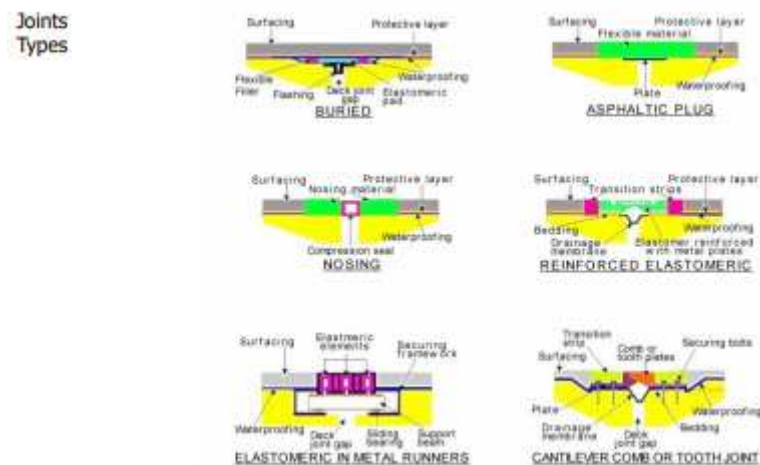 Joints
Types
Surfacing
Protective layer
Flexible
Filler
Flashing
Deck joint
gap
Elastomeric
pad
Waterproofing
BURIED
Surfacing
Protective layer
Flexible material
Plate
Waterproofing
ASPHALTIC PLUG
Surfacing
Protective layer
Nosing material
Waterproofing
Compression seal
NOSING
Surfacing
Protective layer
Transition strips
Bedding
Drainage
membrane
Waterproofing
Elastomer reinforced
with metal plates
REINFORCED ELASTOMERIC
Surfacing
Elastmeric
elements
Securing
framework
Waterproofing
Deck
joint gap
Sliding
bearing
Support
beam
ELASTOMERIC IN METAL RUNNERS
Transition
strip
Comb or
tooth plates
Securing bolts
Surfacing
Plate
Drainage
membrane
Deck
joint gap
Bedding
Waterproofing
CANTILEVER COMB OR TOOTH JOINT